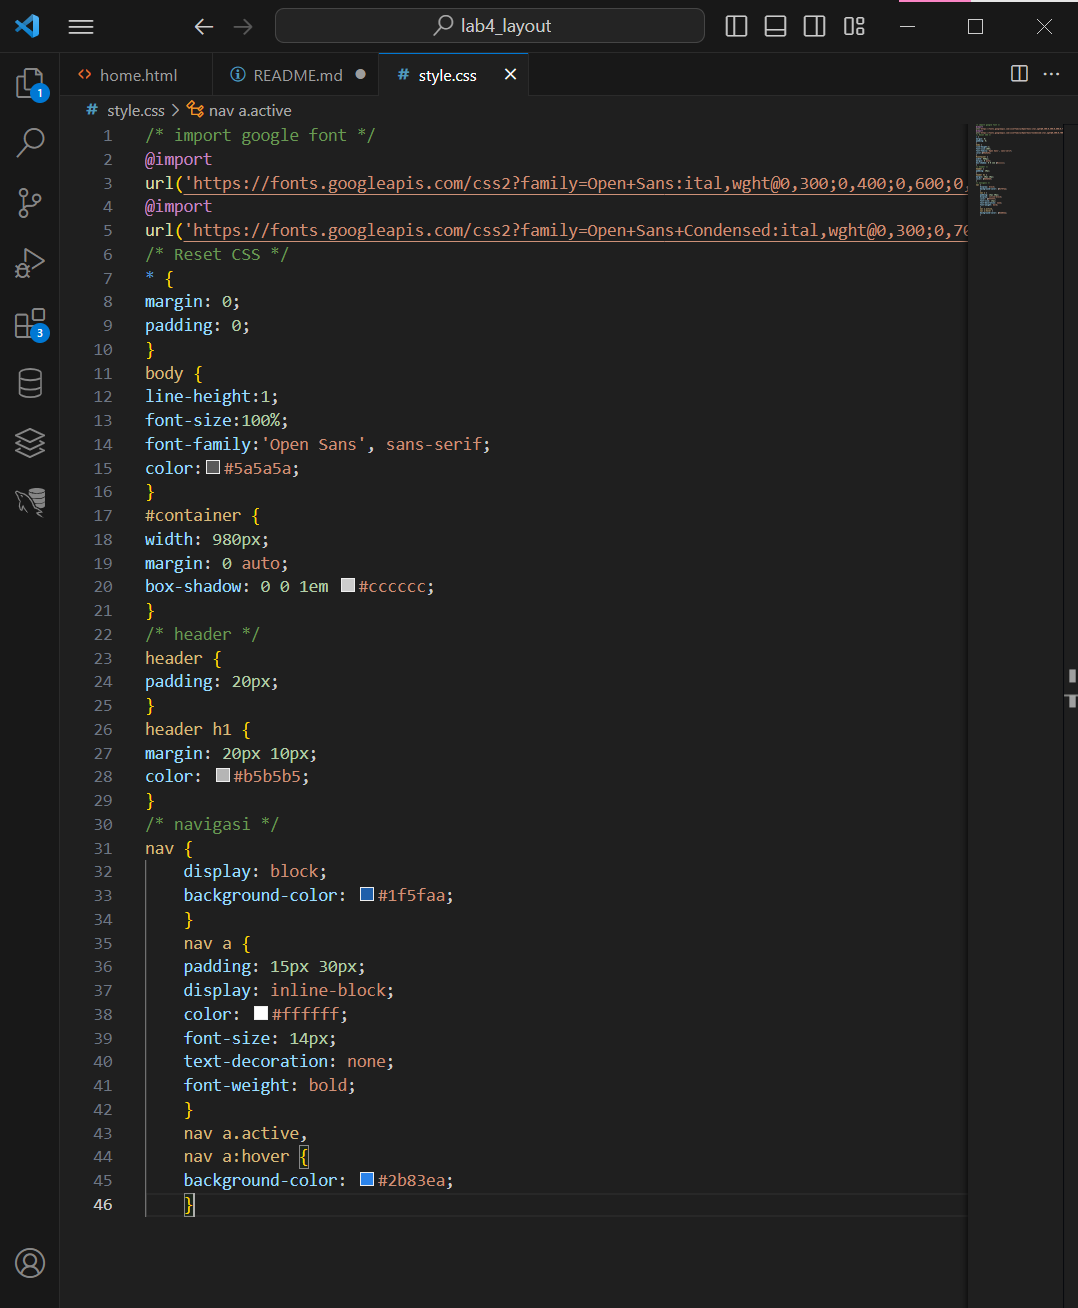 lab4_layout
home.html
README.md
# style.css
# style.css > nav a.active
1
3
1 /* import google font */
2 @import
3 url('https://fonts.googleapis.com/css2?family=Open+Sans:ital,wght@0,300;0,400;0,600;0,
4 @import
5 url('https://fonts.googleapis.com/css2?family=Open+Sans+Condensed:ital,wght@0,300;0,70
6 /* Reset CSS */
7 * {
8 margin: 0;
9 padding: 0;
10 }
11 body {
12 line-height:1;
13 font-size:100%;
14 font-family:'Open Sans', sans-serif;
15 color:#5a5a5a;
16 }
17 #container {
18 width: 980px;
19 margin: 0 auto;
20 box-shadow: 0 0 1em #cccccc;
21 }
22 /* header */
23 header {
24 padding: 20px;
25 }
26 header h1 {
27 margin: 20px 10px;
28 color: #b5b5b5;
29 }
30 /* navigasi */
31 nav {
32 display: block;
33 background-color: #1f5faa;
34 }
35 nav a {
36 padding: 15px 30px;
37 display: inline-block;
38 color: #ffffff;
39 font-size: 14px;
40 text-decoration: none;
41 font-weight: bold;
42 }
43 nav a.active,
44 nav a:hover {
45 background-color: #2b83ea;
46 }